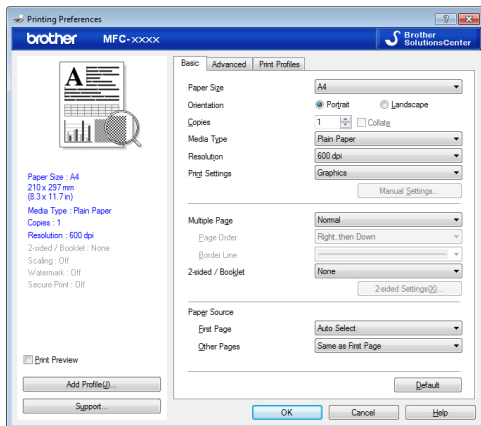 Printing Preferences
brother MFC-xxxx Brother SolutionsCenter
Basic Advanced Print Profiles
Paper Size A4
Orientation Portrait Landscape
Copies 1 Collate
Media Type Plain Paper
Resolution 600 dpi
Print Settings Graphics
Manual Settings...
Multiple Page Normal
Page Order Right, then Down
Border Line
2-sided / Booklet None
2-sided Settings(X)...
Paper Source
First Page Auto Select
Other Pages Same as First Page
Default
A
Paper Size : A4
210 x 297 mm
(8.3 x 11.7 in)
Media Type : Plain Paper
Copies : 1
Resolution : 600 dpi
2-sided / Booklet : None
Scaling : Off
Watermark : Off
Secure Print : Off
Print Preview
Add Profile(J)...
Support...
OK Cancel Help